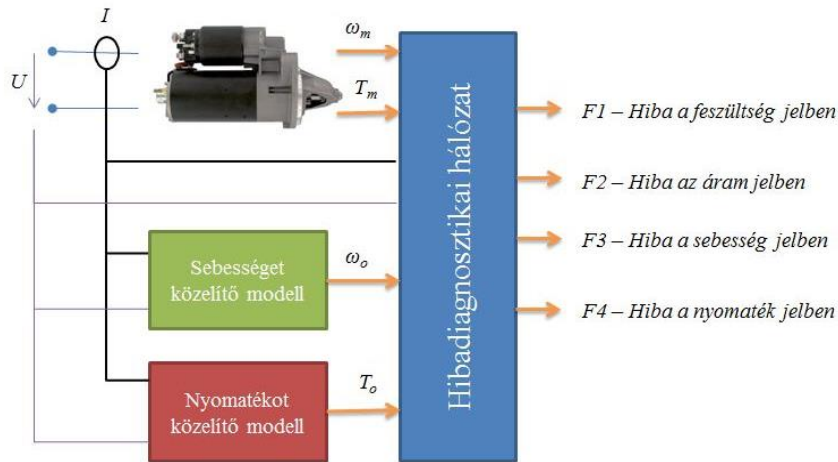 I
U
ω_m
T_m
Hibadiagnosztikai hálózat
F1 – Hiba a feszültség jelben
F2 – Hiba az áram jelben
F3 – Hiba a sebesség jelben
F4 – Hiba a nyomaték jelben
Sebességet
közelítő modell
ω_o
Nyomatékot
közelítő modell
T_o